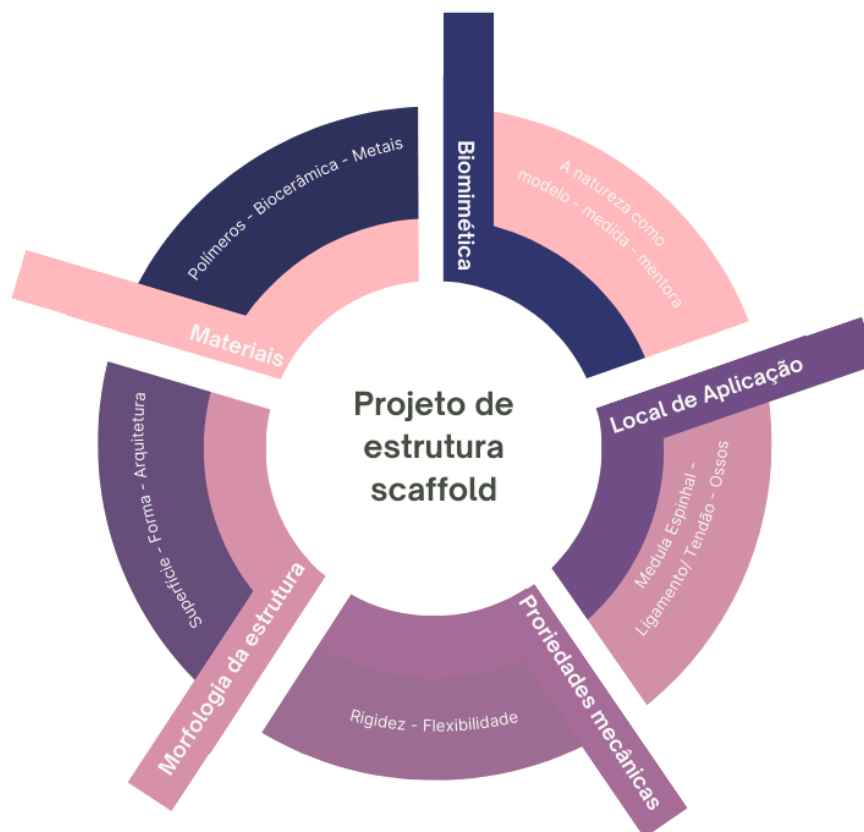 Projeto de
estrutura
scaffold
Biomimética
A natureza como
modelo - medida - mentora
Local de Aplicação
Medula Espinhal -
Ligamento/ Tendão - Ossos
Proriedades mecânicas
Rigidez - Flexibilidade
Morfologia da estrutura
Superfície - Forma - Arquitetura
Materiais
Polímeros - Biocerâmica - Metais